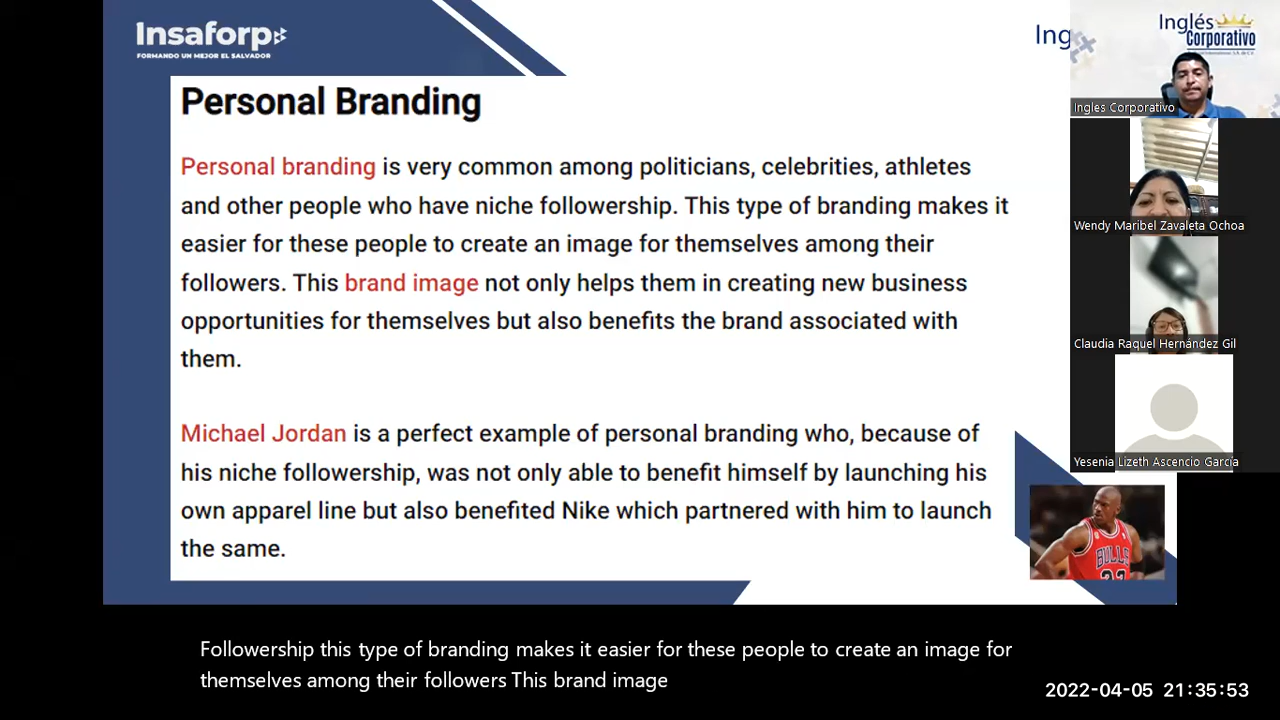 Insaforp
FORMANDO UN MEJOR EL SALVADOR
Ing
Inglés
Corporativo
Ingles Corporativo
Personal Branding
Personal branding is very common among politicians, celebrities, athletes
and other people who have niche followership. This type of branding makes it
easier for these people to create an image for themselves among their
followers. This brand image not only helps them in creating new business
opportunities for themselves but also benefits the brand associated with
them.
Michael Jordan is a perfect example of personal branding who, because of
his niche followership, was not only able to benefit himself by launching his
own apparel line but also benefited Nike which partnered with him to launch
the same.
Wendy Maribel Zavaleta Ochoa
Claudia Raquel Hernández Gil
Yesenia Lizeth Ascencio García
BULLS
Followership this type of branding makes it easier for these people to create an image for
themselves among their followers This brand image
2022-04-05 21:35:53